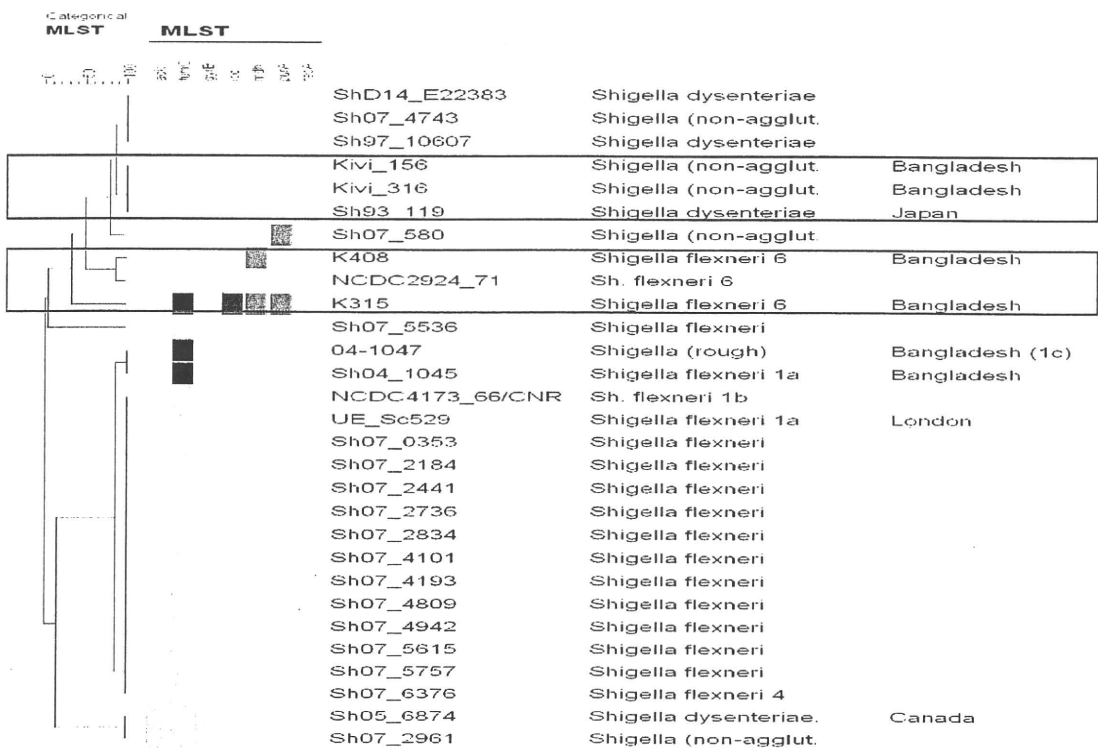 Categorical
MLST MLST
100
ShD14_E22383 Shigella dysenteriae
Sh07_4743 Shigella (non-agglut.
Sh97_10607 Shigella dysenteriae
Kivi_156 Shigella (non-agglut. Bangladesh
Kivi_316 Shigella (non-agglut. Bangladesh
Sh93_119 Shigella dysenteriae Japan
Sh07_580 Shigella (non-agglut.
K408 Shigella flexneri 6 Bangladesh
NCDC2924_71 Sh. flexneri 6
K315 Shigella flexneri 6 Bangladesh
Sh07_5536 Shigella flexneri
04-1047 Shigella (rough) Bangladesh (1c)
Sh04_1045 Shigella flexneri 1a Bangladesh
NCDC4173_66/CNR Sh. flexneri 1b
UE_Sc529 Shigella flexneri 1a London
Sh07_0353 Shigella flexneri
Sh07_2184 Shigella flexneri
Sh07_2441 Shigella flexneri
Sh07_2736 Shigella flexneri
Sh07_2834 Shigella flexneri
Sh07_4101 Shigella flexneri
Sh07_4193 Shigella flexneri
Sh07_4809 Shigella flexneri
Sh07_4942 Shigella flexneri
Sh07_5615 Shigella flexneri
Sh07_5757 Shigella flexneri
Sh07_6376 Shigella flexneri 4
Sh05_6874 Shigella dysenteriae. Canada
Sh07_2961 Shigella (non-agglut.